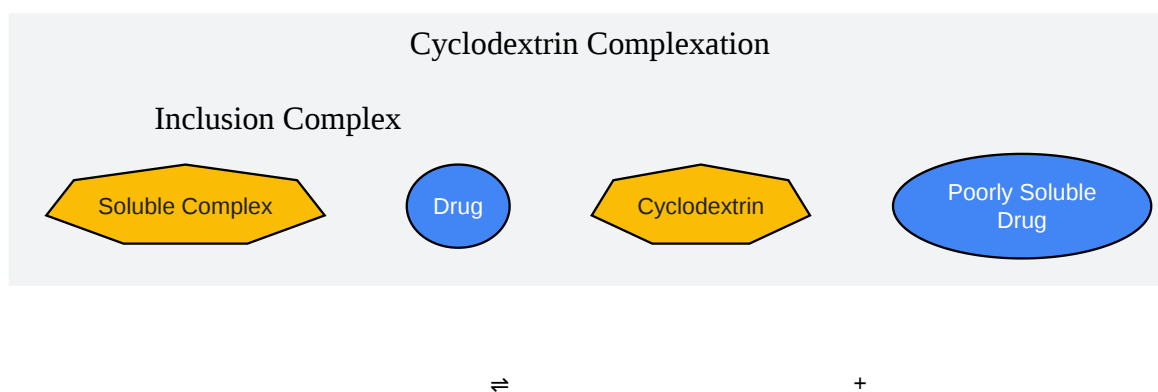 Cyclodextrin Complexation
Inclusion Complex
Soluble Complex
Drug
Cyclodextrin
Poorly Soluble
Drug
⇌
+